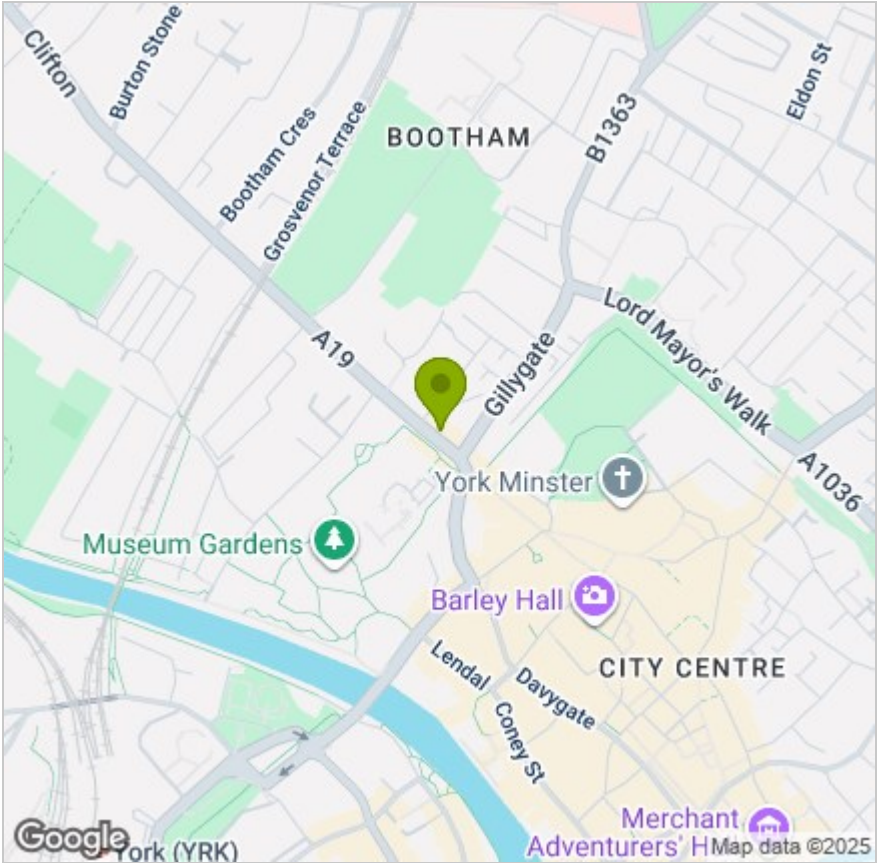 Clifton
Burton Stone
Eldon St
BOOTHAM
B1363
Bootham Cres
Grosvenor Terrace
Lord Mayor's Walk
A19
Gillygate
York Minster
A1036
Museum Gardens
Barley Hall
Lendal
CITY CENTRE
Davygate
Coney St
Merchant
Adventurers'
Google
York (YRK)
Map data ©2025